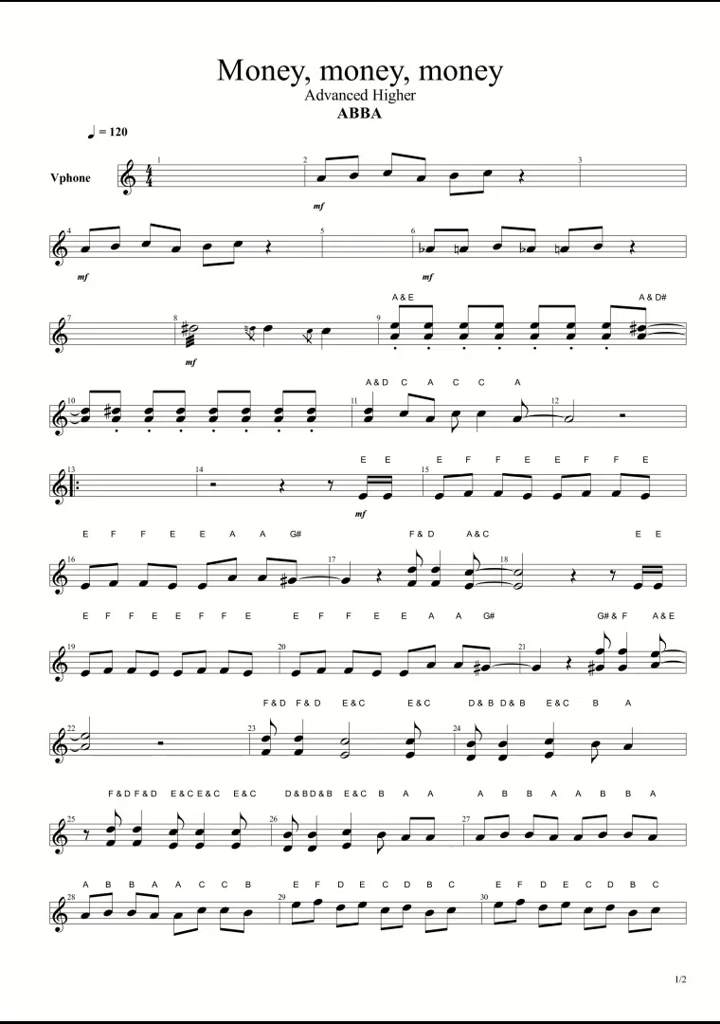 Money, money, money
Advanced Higher
ABBA
♩ = 120
Vphone
4/4
1 2 3
mf
4 5 6
mf mf
A & E A & D#
7 8 9
mf
A & D C A C C A
10 11 12
E E E F F E E F F E
13 14 15
mf
E F F E E A A G# F & D A & C E E
16 17 18
E F F E E F F E E F F E E A A G# G# & F A & E
19 20 21
F & D F & D E & C E & C D & B D & B E & C B A
22 23 24
F & D F & D E & C E & C E & C D & B D & B E & C B A A A B B A B B A
25 26 27
A B B A A C C B E F D E C D B C E F D E C D B C
28 29 30
1/2